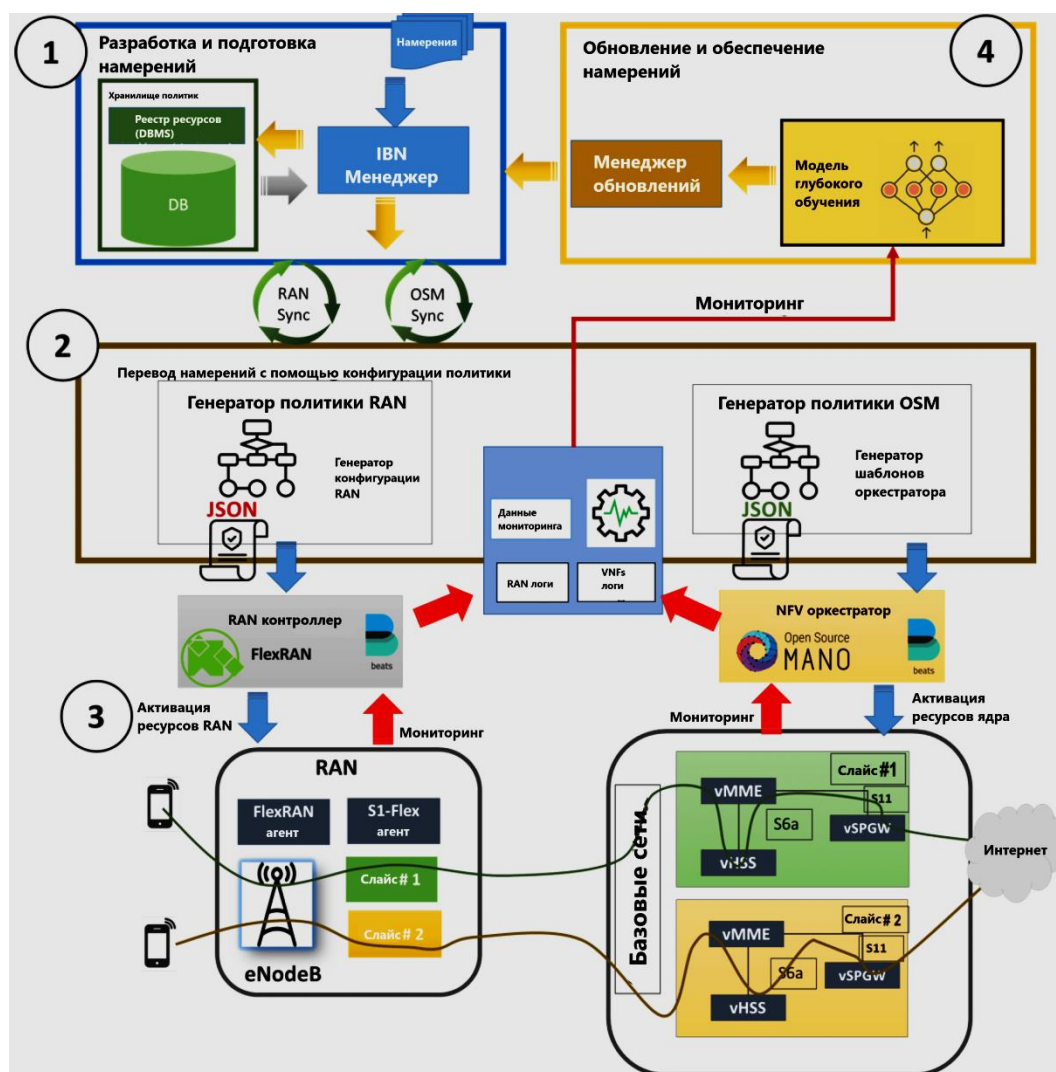 1
Разработка и подготовка
намерений
Намерения
Хранилище политик
Реестр ресурсов
(DBMS)
DB
IBN
Менеджер
4
Обновление и обеспечение
намерений
Менеджер
обновлений
Модель
глубокого
обучения
RAN
Sync
OSM
Sync
Мониторинг
2
Перевод намерений с помощью конфигурации политики
Генератор политики RAN
Генератор
конфигурации
RAN
JSON
Данные
мониторинга
RAN логи
VNFs
логи
Генератор политики OSM
Генератор
шаблонов
оркестратора
JSON
RAN контроллер
FlexRAN
beats
NFV оркестратор
Open Source
MANO
beats
3
Активация
ресурсов RAN
Мониторинг
Мониторинг
Активация
ресурсов ядра
RAN
FlexRAN
агент
S1-Flex
агент
Слайс# 1
Слайс# 2
eNodeB
Базовые сети
Слайс#1
vMME
S11
S6a
vSPGW
vHSS
Слайс# 2
vMME
S11
S6a
vSPGW
vHSS
Интернет